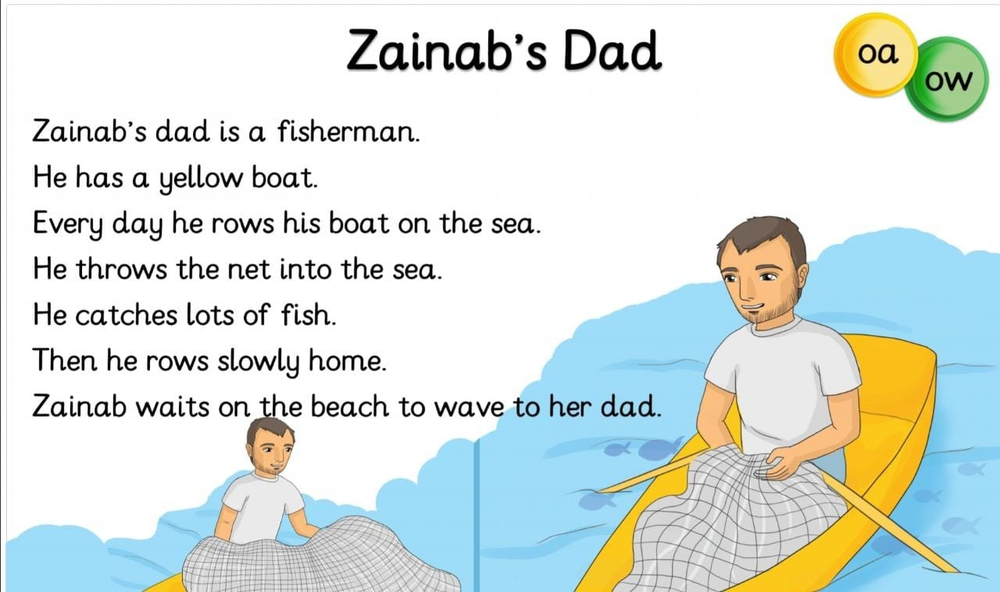 Zainab's Dad
oa
ow
Zainab's dad is a fisherman.
He has a yellow boat.
Every day he rows his boat on the sea.
He throws the net into the sea.
He catches lots of fish.
Then he rows slowly home.
Zainab waits on the beach to wave to her dad.